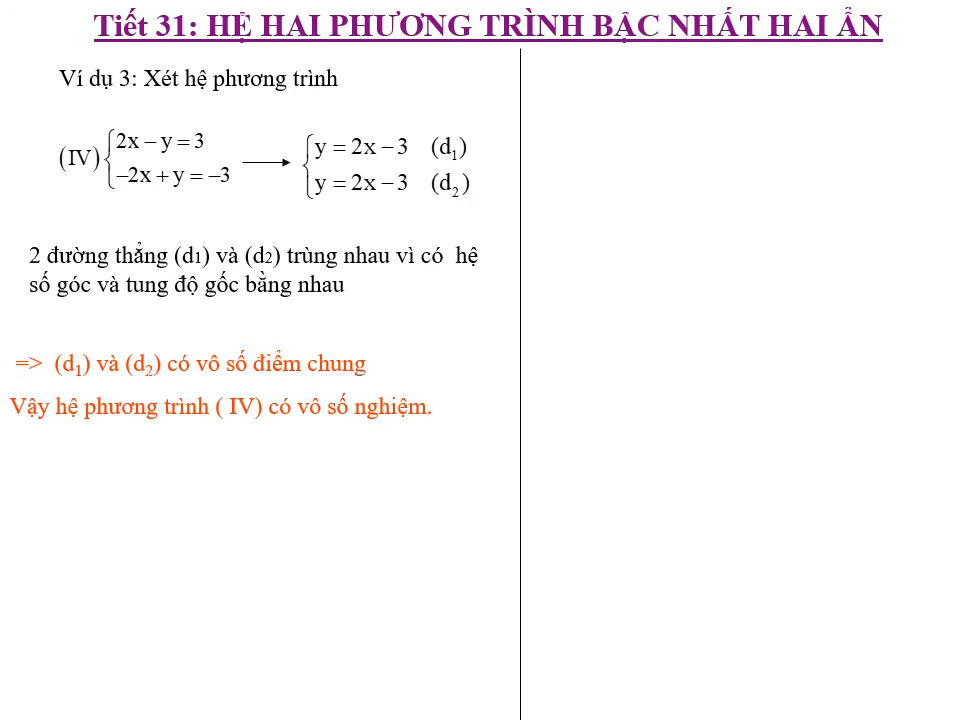 Tiết 31: HỆ HAI PHƯƠNG TRÌNH BẬC NHẤT HAI ẨN
Ví dụ 3: Xét hệ phương trình
(IV) { 2x − y = 3
−2x + y = −3
→ { y = 2x − 3 (d₁)
y = 2x − 3 (d₂)
2 đường thẳng (d1) và (d2) trùng nhau vì có hệ
số góc và tung độ gốc bằng nhau
=> (d₁) và (d₂) có vô số điểm chung
Vậy hệ phương trình ( IV) có vô số nghiệm.